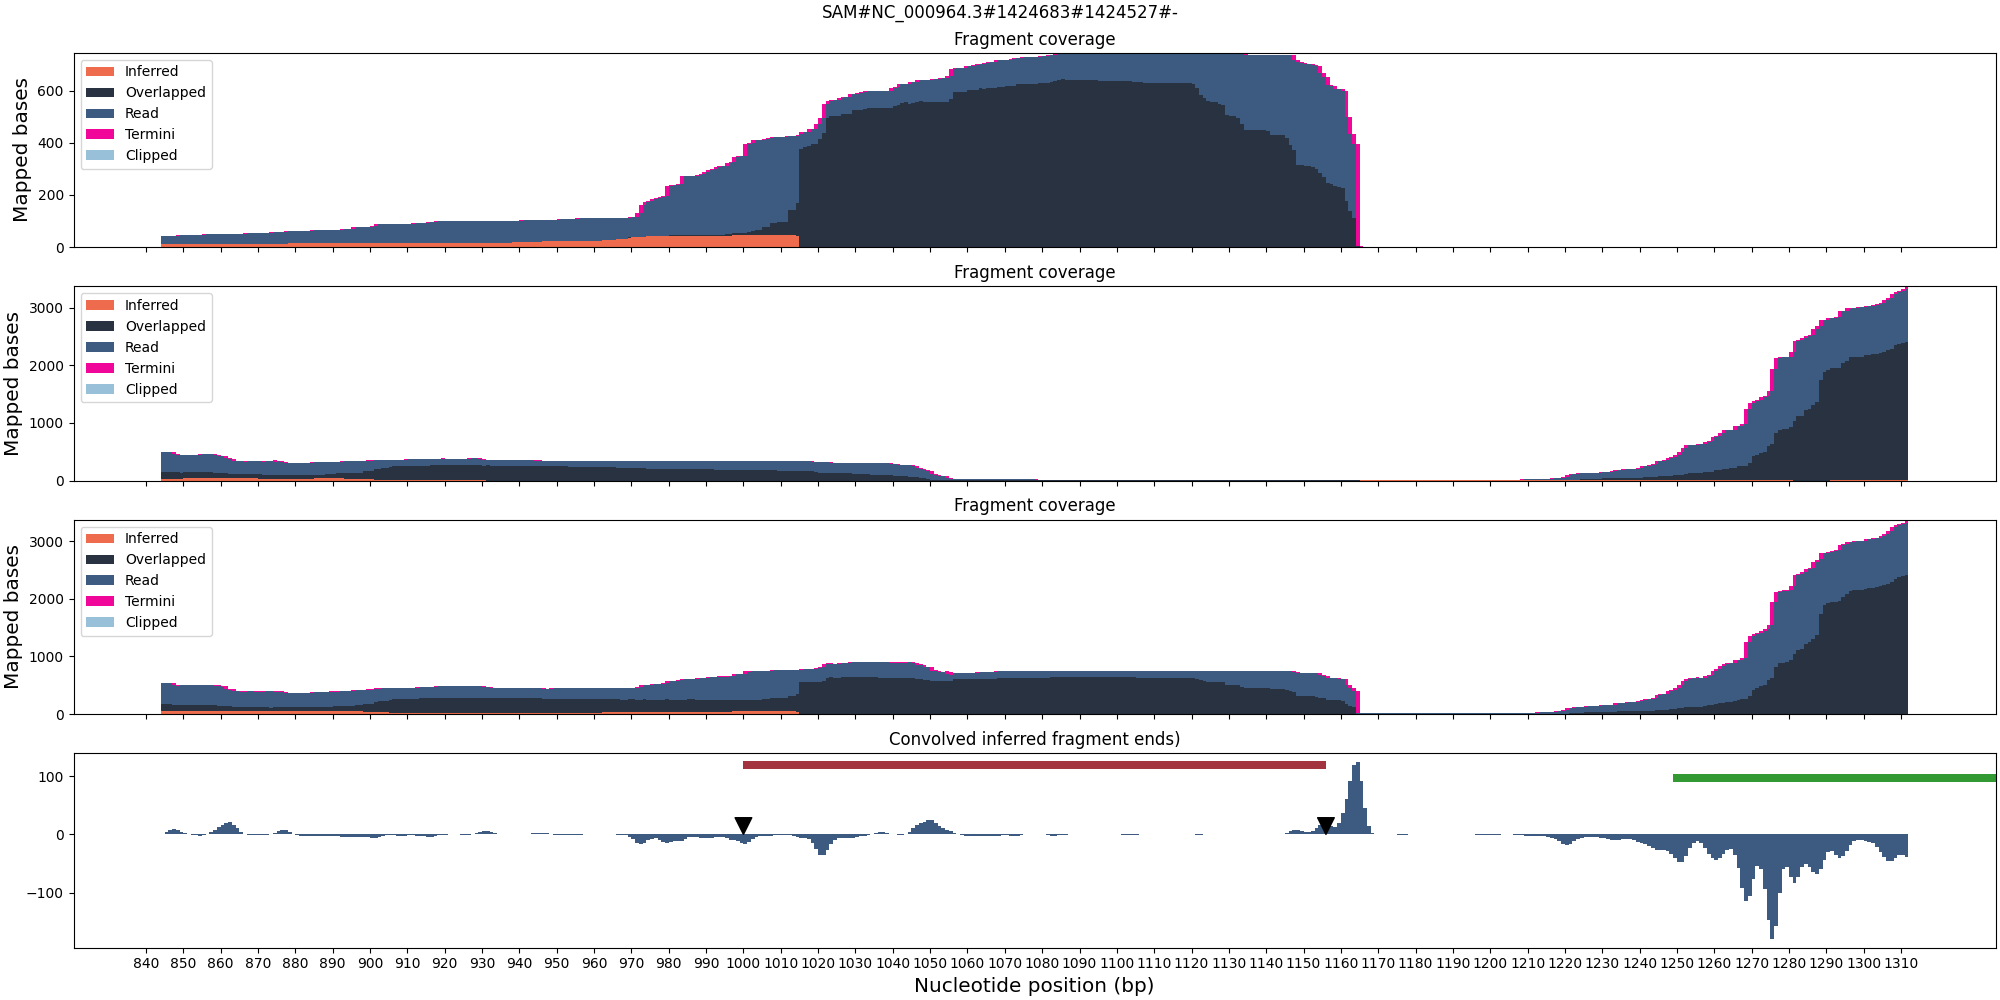 SAM#NC_000964.3#1424683#1424527#-
Fragment coverage
Mapped bases
600
400
200
0
Inferred
Overlapped
Read
Termini
Clipped
Fragment coverage
Mapped bases
3000
2000
1000
0
Inferred
Overlapped
Read
Termini
Clipped
Fragment coverage
Mapped bases
3000
2000
1000
0
Inferred
Overlapped
Read
Termini
Clipped
Convolved inferred fragment ends)
100
0
−100
840 850 860 870 880 890 900 910 920 930 940 950 960 970 980 990 1000 1010 1020 1030 1040 1050 1060 1070 1080 1090 1100 1110 1120 1130 1140 1150 1160 1170 1180 1190 1200 1210 1220 1230 1240 1250 1260 1270 1280 1290 1300 1310
Nucleotide position (bp)